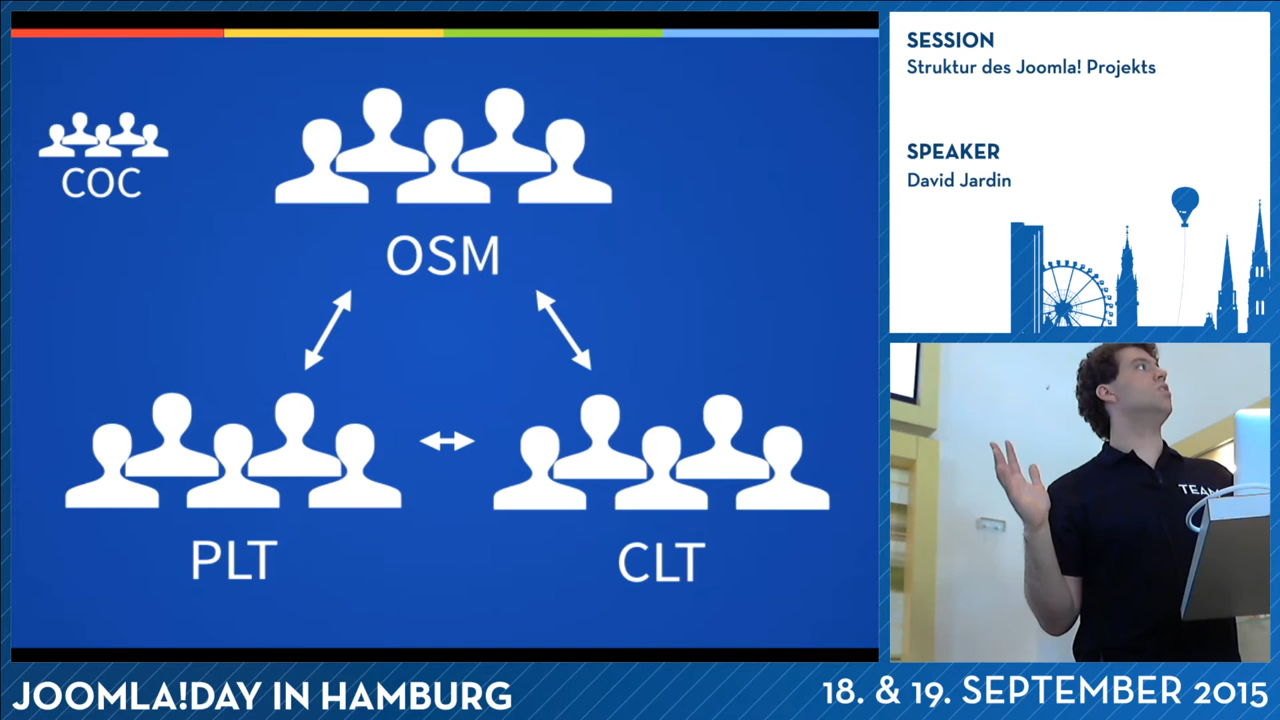 COC
OSM
PLT
CLT
SESSION
Struktur des Joomla! Projekts
SPEAKER
David Jardin
TEAM
JOOMLA!DAY IN HAMBURG
18. & 19. SEPTEMBER 2015